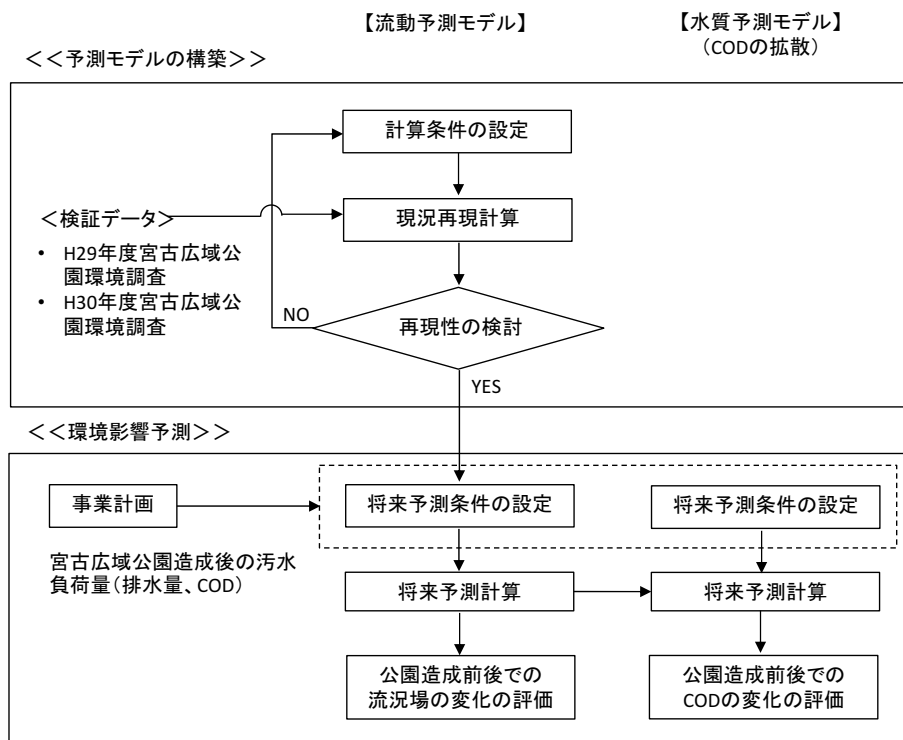 【流動予測モデル】
【水質予測モデル】
（CODの拡散）
＜＜予測モデルの構築＞＞
計算条件の設定
＜検証データ＞
現況再現計算
• H29年度宮古広域公
園環境調査
• H30年度宮古広域公
園環境調査
NO
再現性の検討
YES
＜＜環境影響予測＞＞
事業計画
将来予測条件の設定
将来予測条件の設定
宮古広域公園造成後の汚水
負荷量（排水量、COD）
将来予測計算
将来予測計算
公園造成前後での
流況場の変化の評価
公園造成前後での
CODの変化の評価